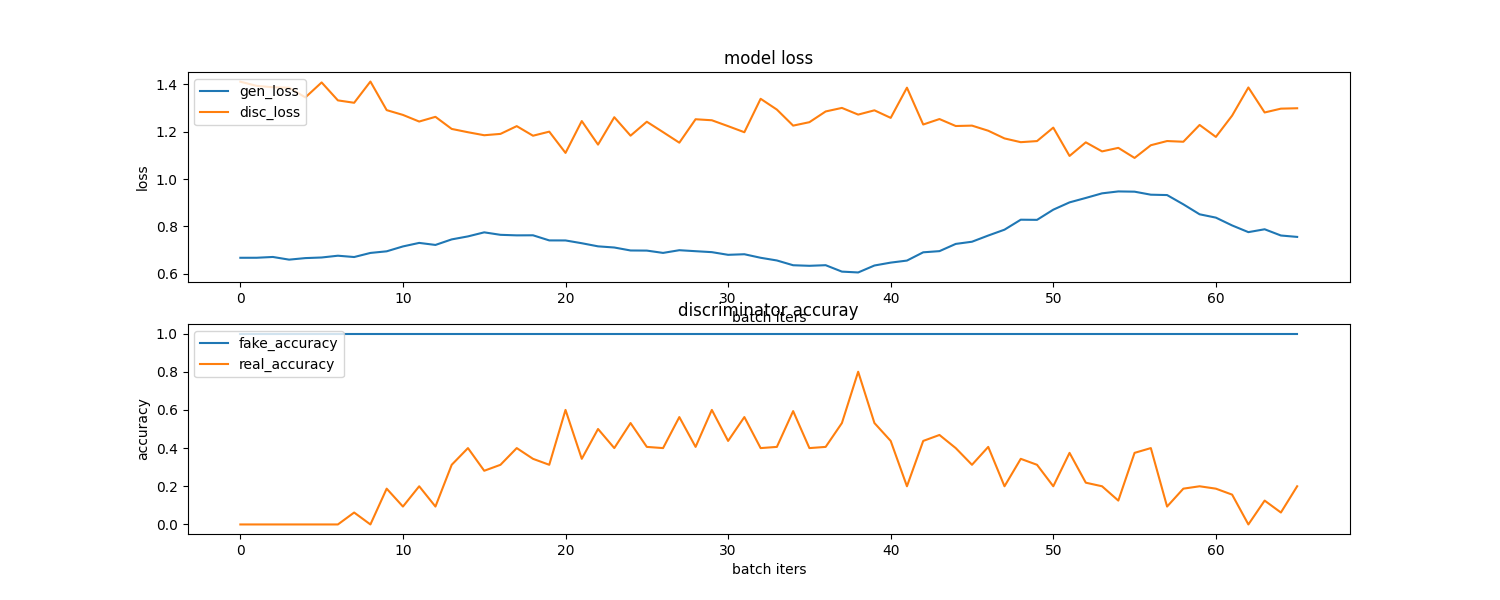 model loss
gen_loss
disc_loss
loss
1.4
1.2
1.0
0.8
0.6
0 10 20 30 40 50 60
batch iters
discriminator accuray
fake_accuracy
real_accuracy
accuracy
1.0
0.8
0.6
0.4
0.2
0.0
0 10 20 30 40 50 60
batch iters